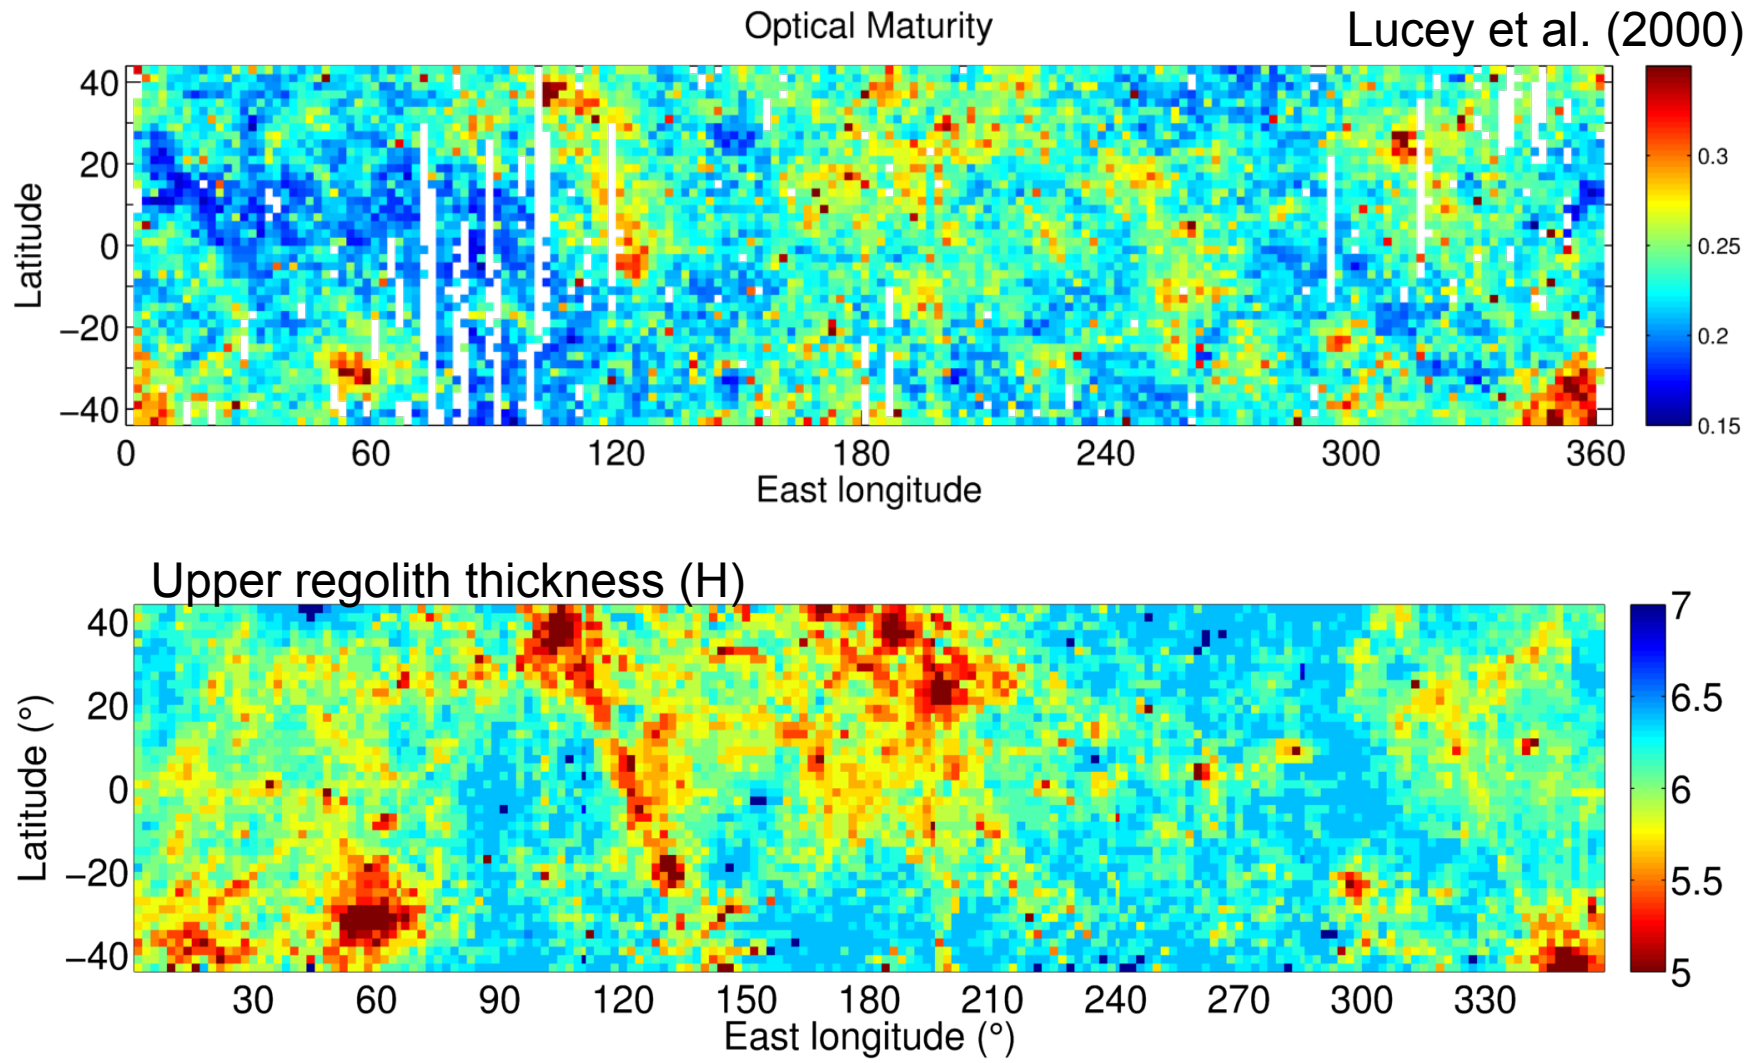 Optical Maturity
Lucey et al. (2000)
40
20
0
−20
−40
Latitude
0 60 120 180 240 300 360
East longitude
0.3
0.25
0.2
0.15
Upper regolith thickness (H)
40
20
0
−20
−40
Latitude (°)
30 60 90 120 150 180 210 240 270 300 330
East longitude (°)
7
6.5
6
5.5
5